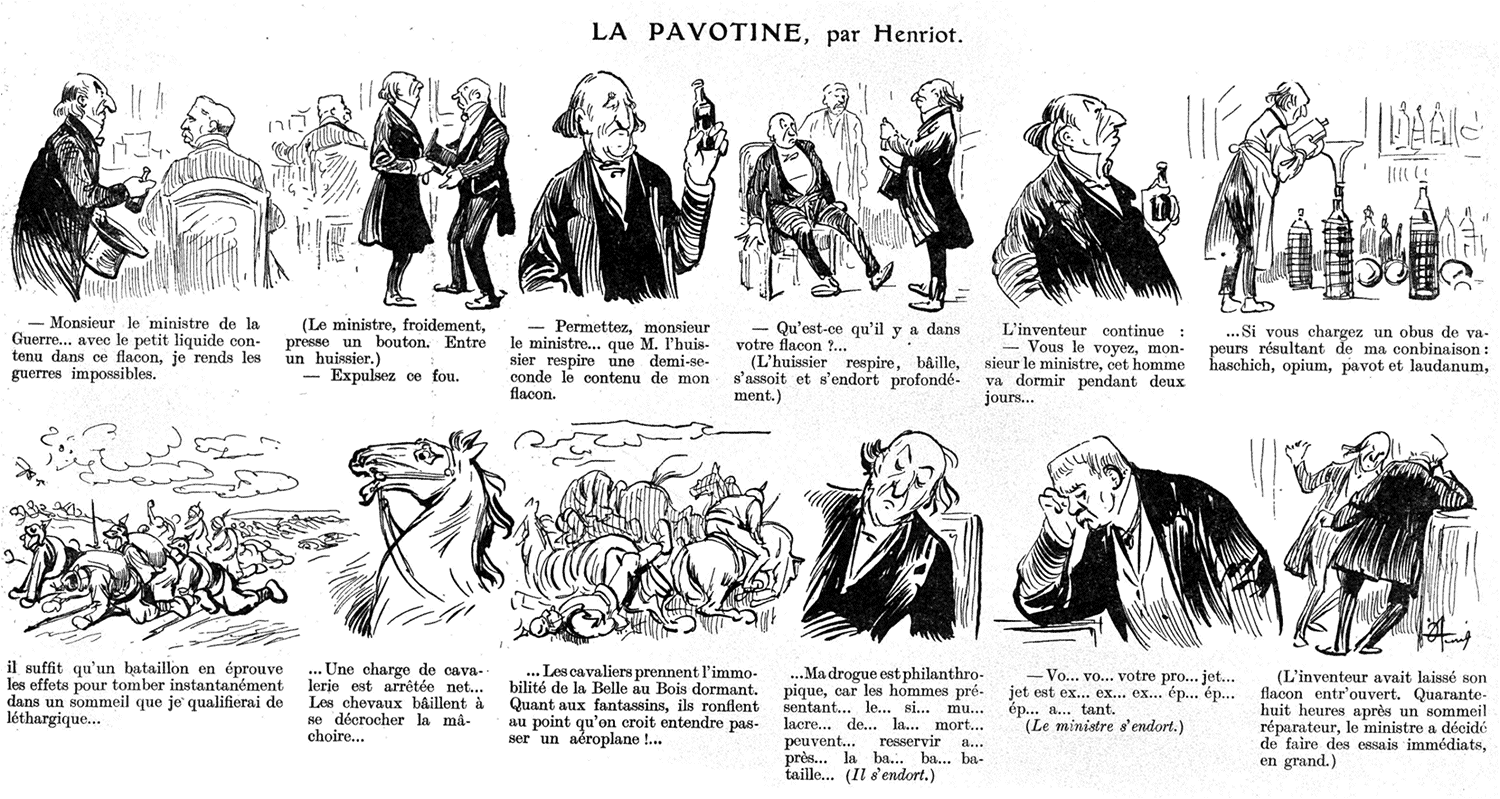 LA PAVOTINE, par Henriot.
— Monsieur le ministre de la
Guerre... avec le petit liquide con-
tenu dans ce flacon, je rends les
guerres impossibles.
(Le ministre, froidement,
presse un bouton. Entre
un huissier.)
— Expulsez ce fou.
— Permettez, monsieur
le ministre... que M. l'huis-
sier respire une demi-se-
conde le contenu de mon
flacon.
— Qu'est-ce qu'il y a dans
votre flacon ?...
(L'huissier respire, bâille,
s'assoit et s'endort profondé-
ment.)
L'inventeur continue :
— Vous le voyez, mon-
sieur le ministre, cet homme
va dormir pendant deux
jours...
...Si vous chargez un obus de va-
peurs résultant de ma conbinaison :
haschich, opium, pavot et laudanum,
il suffit qu'un bataillon en éprouve
les effets pour tomber instantanément
dans un sommeil que je qualifierai de
léthargique...
...Une charge de cava-
lerie est arrêtée net...
Les chevaux bâillent à
se décrocher la mâ-
choire...
...Les cavaliers prennent l'immo-
bilité de la Belle au Bois dormant.
Quant aux fantassins, ils ronflent
au point qu'on croit entendre pas-
ser un aéroplane !...
...Ma drogue est philanthro-
pique, car les hommes pré-
sentant... le... si... mu...
lacre... de... la... mort...
peuvent... resservir a...
près... la ba... ba... ba-
taille... (Il s'endort.)
— Vo... vo... votre pro... jet...
jet est ex... ex... ex... ép... ép...
ép... a... tant.
(Le ministre s'endort.)
(L'inventeur avait laissé son
flacon entr'ouvert. Quarante-
huit heures après un sommeil
réparateur, le ministre a décidé
de faire des essais immédiats,
en grand.)